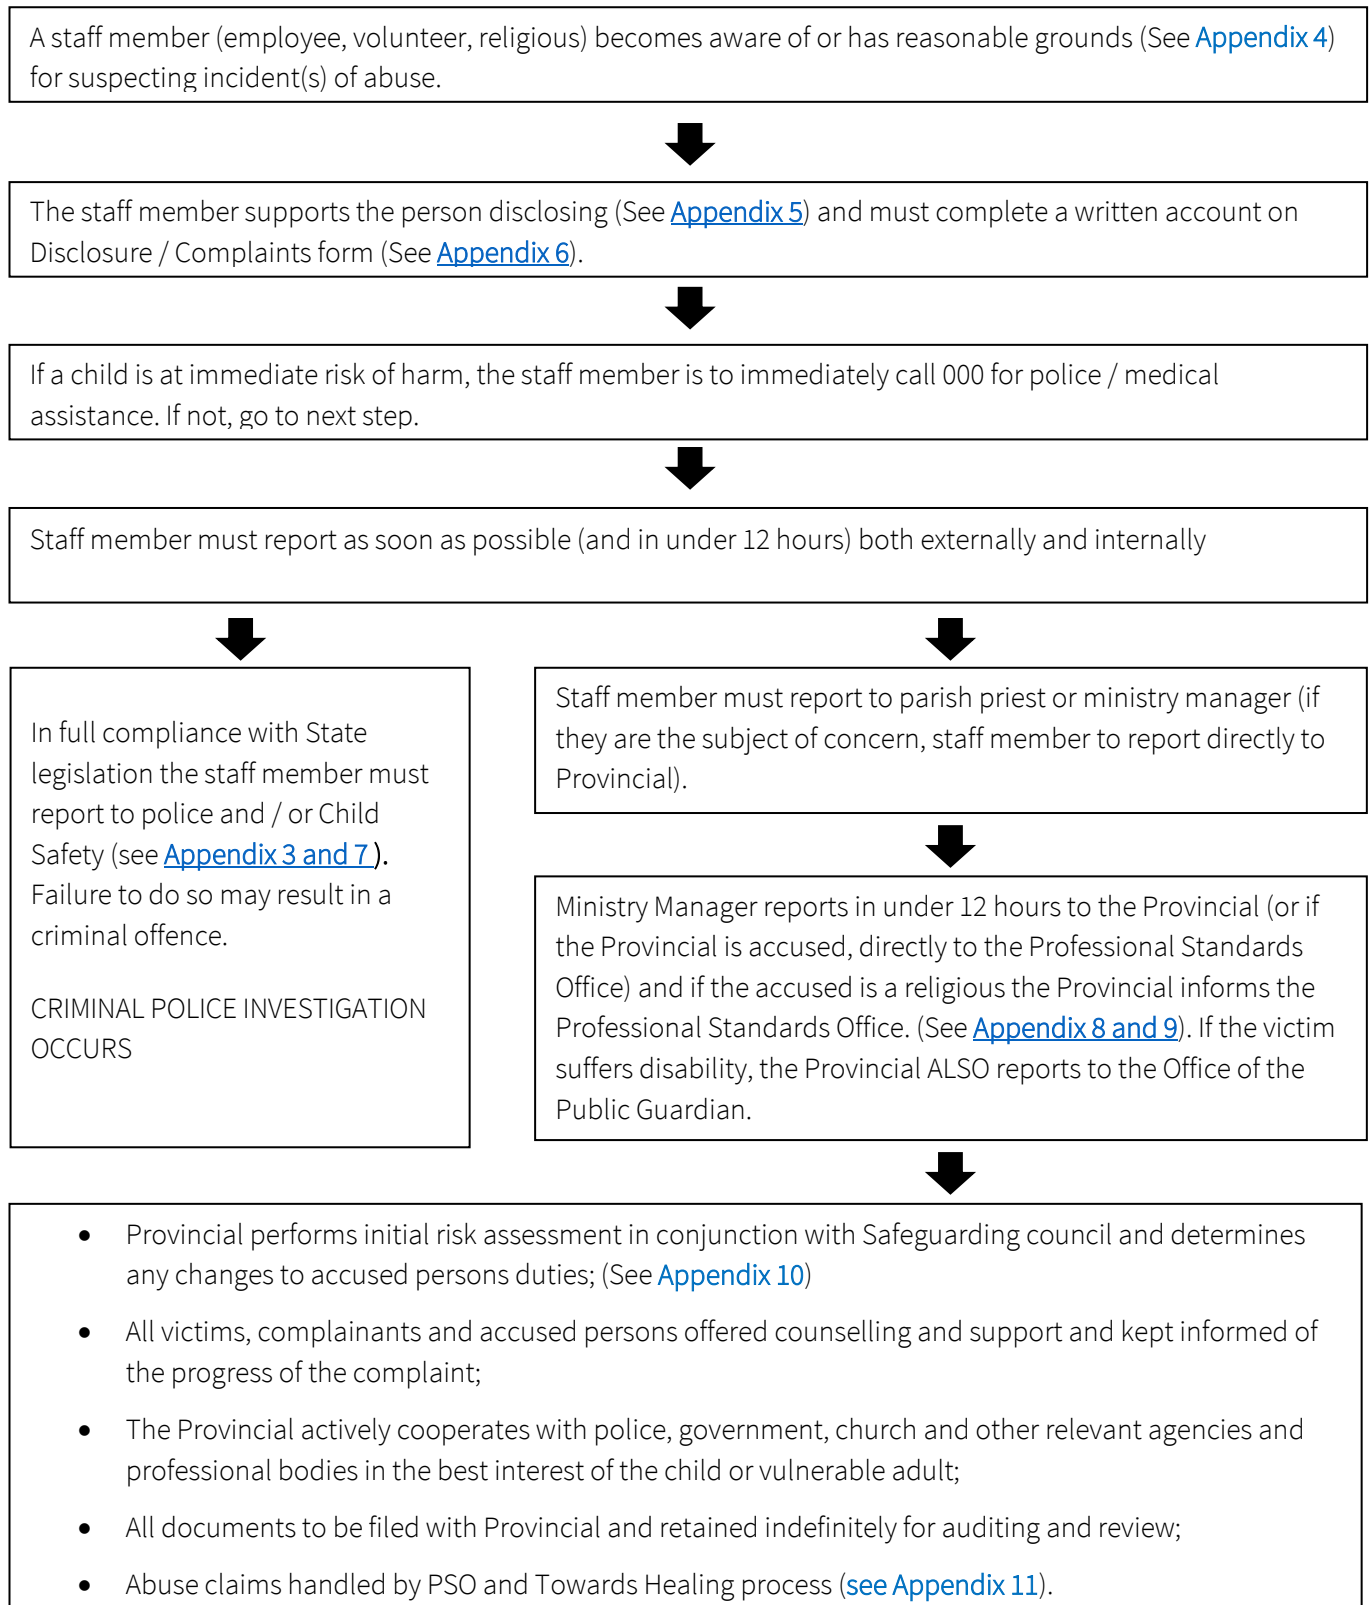 A staff member (employee, volunteer, religious) becomes aware of or has reasonable grounds (See Appendix 4)
for suspecting incident(s) of abuse.
The staff member supports the person disclosing (See Appendix 5) and must complete a written account on
Disclosure / Complaints form (See Appendix 6).
If a child is at immediate risk of harm, the staff member is to immediately call 000 for police / medical
assistance. If not, go to next step.
Staff member must report as soon as possible (and in under 12 hours) both externally and internally
In full compliance with State
legislation the staff member must
report to police and / or Child
Safety (see Appendix 3 and 7 ).
Failure to do so may result in a
criminal offence.
CRIMINAL POLICE INVESTIGATION
OCCURS
Staff member must report to parish priest or ministry manager (if
they are the subject of concern, staff member to report directly to
Provincial).
Ministry Manager reports in under 12 hours to the Provincial (or if
the Provincial is accused, directly to the Professional Standards
Office) and if the accused is a religious the Provincial informs the
Professional Standards Office. (See Appendix 8 and 9). If the victim
suffers disability, the Provincial ALSO reports to the Office of the
Public Guardian.
• Provincial performs initial risk assessment in conjunction with Safeguarding council and determines
any changes to accused persons duties; (See Appendix 10)
• All victims, complainants and accused persons offered counselling and support and kept informed of
the progress of the complaint;
• The Provincial actively cooperates with police, government, church and other relevant agencies and
professional bodies in the best interest of the child or vulnerable adult;
• All documents to be filed with Provincial and retained indefinitely for auditing and review;
• Abuse claims handled by PSO and Towards Healing process (see Appendix 11).